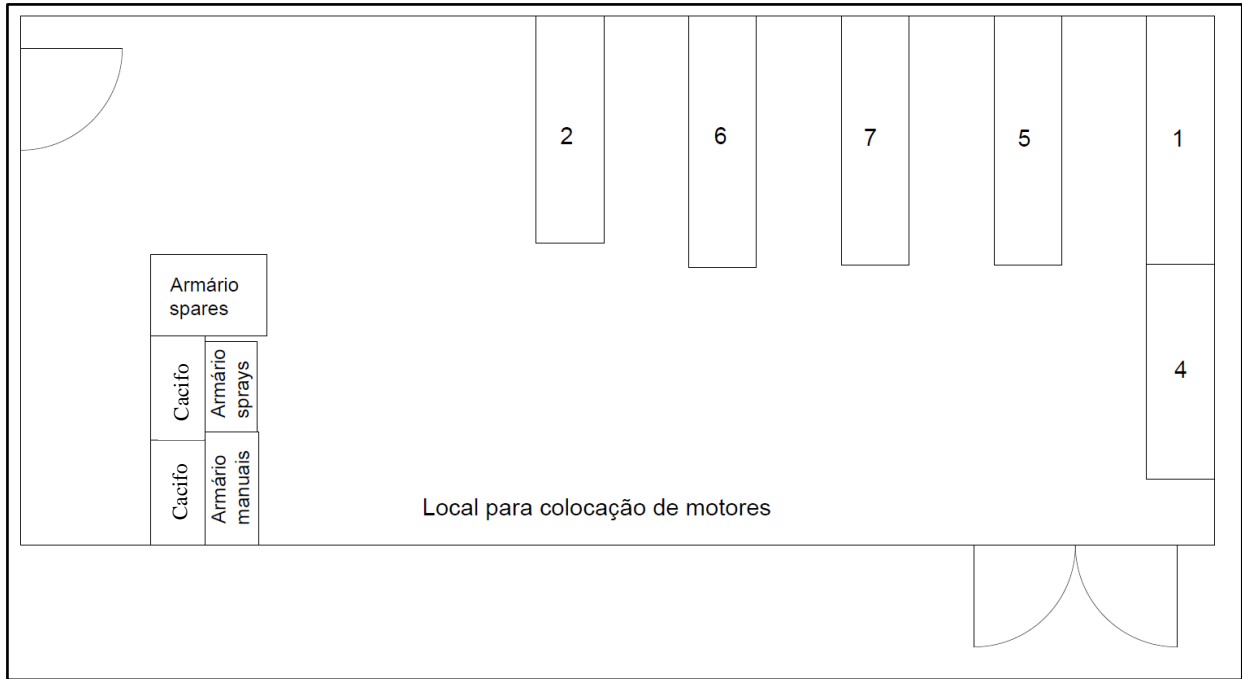 2
6
7
5
1
Armário
spares
4
Cacifo
Armário
sprays
Cacifo
Armário
manuais
Local para colocação de motores